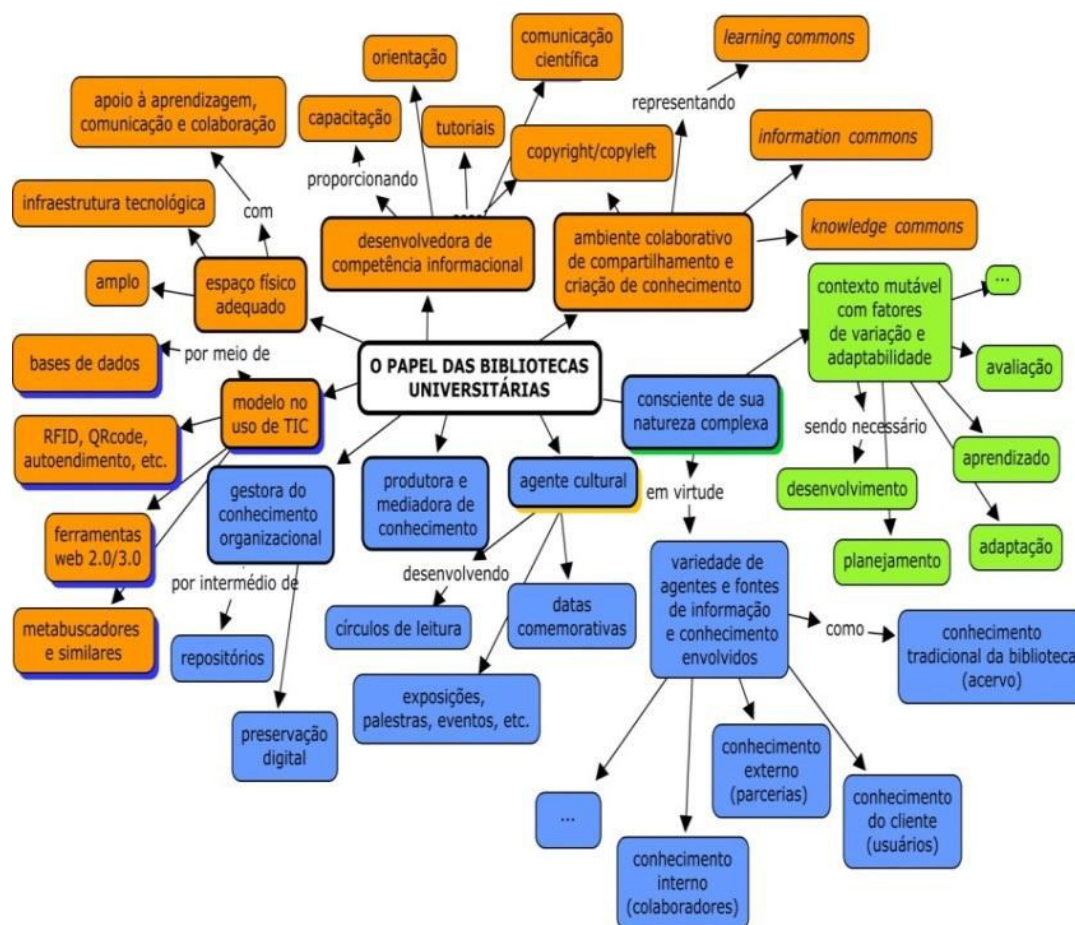 comunicação
científica
learning commons
orientação
representando
apoio à aprendizagem,
comunicação e colaboração
capacitação
tutoriais
copyright/copyleft
information commons
proporcionando
infraestrutura tecnológica
com
desenvolvedora de
competência informacional
ambiente colaborativo
de compartilhamento e
criação de conhecimento
knowledge commons
amplo
espaço físico
adequado
contexto mutável
com fatores
de variação e
adaptabilidade
...
bases de dados
por meio de
O PAPEL DAS BIBLIOTECAS
UNIVERSITÁRIAS
avaliação
modelo no
uso de TIC
consciente de sua
natureza complexa
RFID, QRcode,
autoendimento, etc.
sendo necessário
aprendizado
gestora do
conhecimento
organizacional
produtora e
mediadora de
conhecimento
agente cultural
em virtude
desenvolvimento
ferramentas
web 2.0/3.0
adaptação
planejamento
por intermédio de
desenvolvendo
variedade de
agentes e fontes
de informação
e conhecimento
envolvidos
metabuscadores
e similares
repositórios
círculos de leitura
datas
comemorativas
como
conhecimento
tradicional da biblioteca
(acervo)
exposições,
palestras, eventos, etc.
preservação
digital
conhecimento
externo
(parcerias)
...
conhecimento
do cliente
(usuários)
conhecimento
interno
(colaboradores)